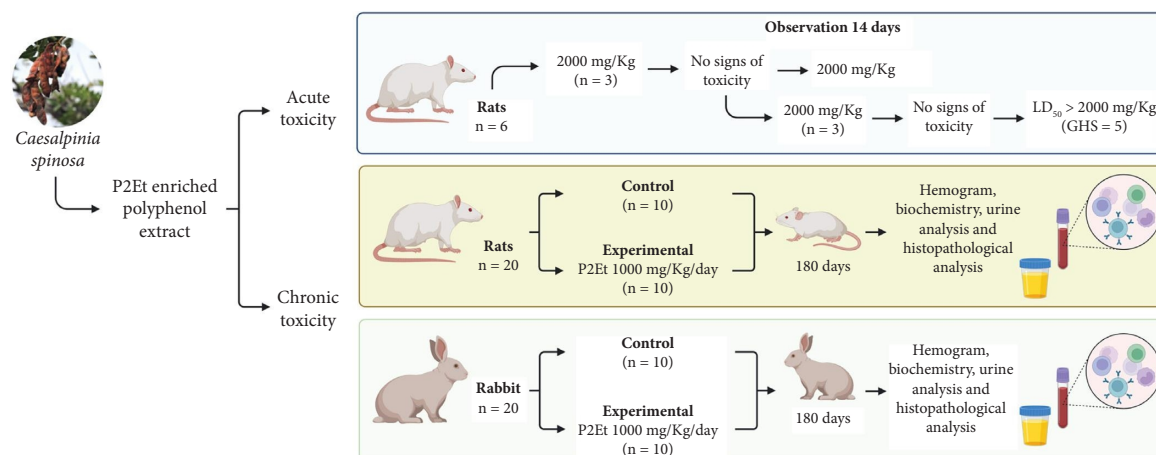 Caesalpinia
spinosa
P2Et enriched
polyphenol
extract
Acute
toxicity
Chronic
toxicity
Observation 14 days
Rats
n = 6
2000 mg/Kg
(n = 3)
No signs of
toxicity
2000 mg/Kg
2000 mg/Kg
(n = 3)
No signs of
toxicity
LD50 > 2000 mg/Kg
(GHS = 5)
Rats
n = 20
Control
(n = 10)
Experimental
P2Et 1000 mg/Kg/day
(n = 10)
180 days
Hemogram,
biochemistry, urine
analysis and
histopathological
analysis
Rabbit
n = 20
Control
(n = 10)
Experimental
P2Et 1000 mg/Kg/day
(n = 10)
180 days
Hemogram,
biochemistry, urine
analysis and
histopathological
analysis